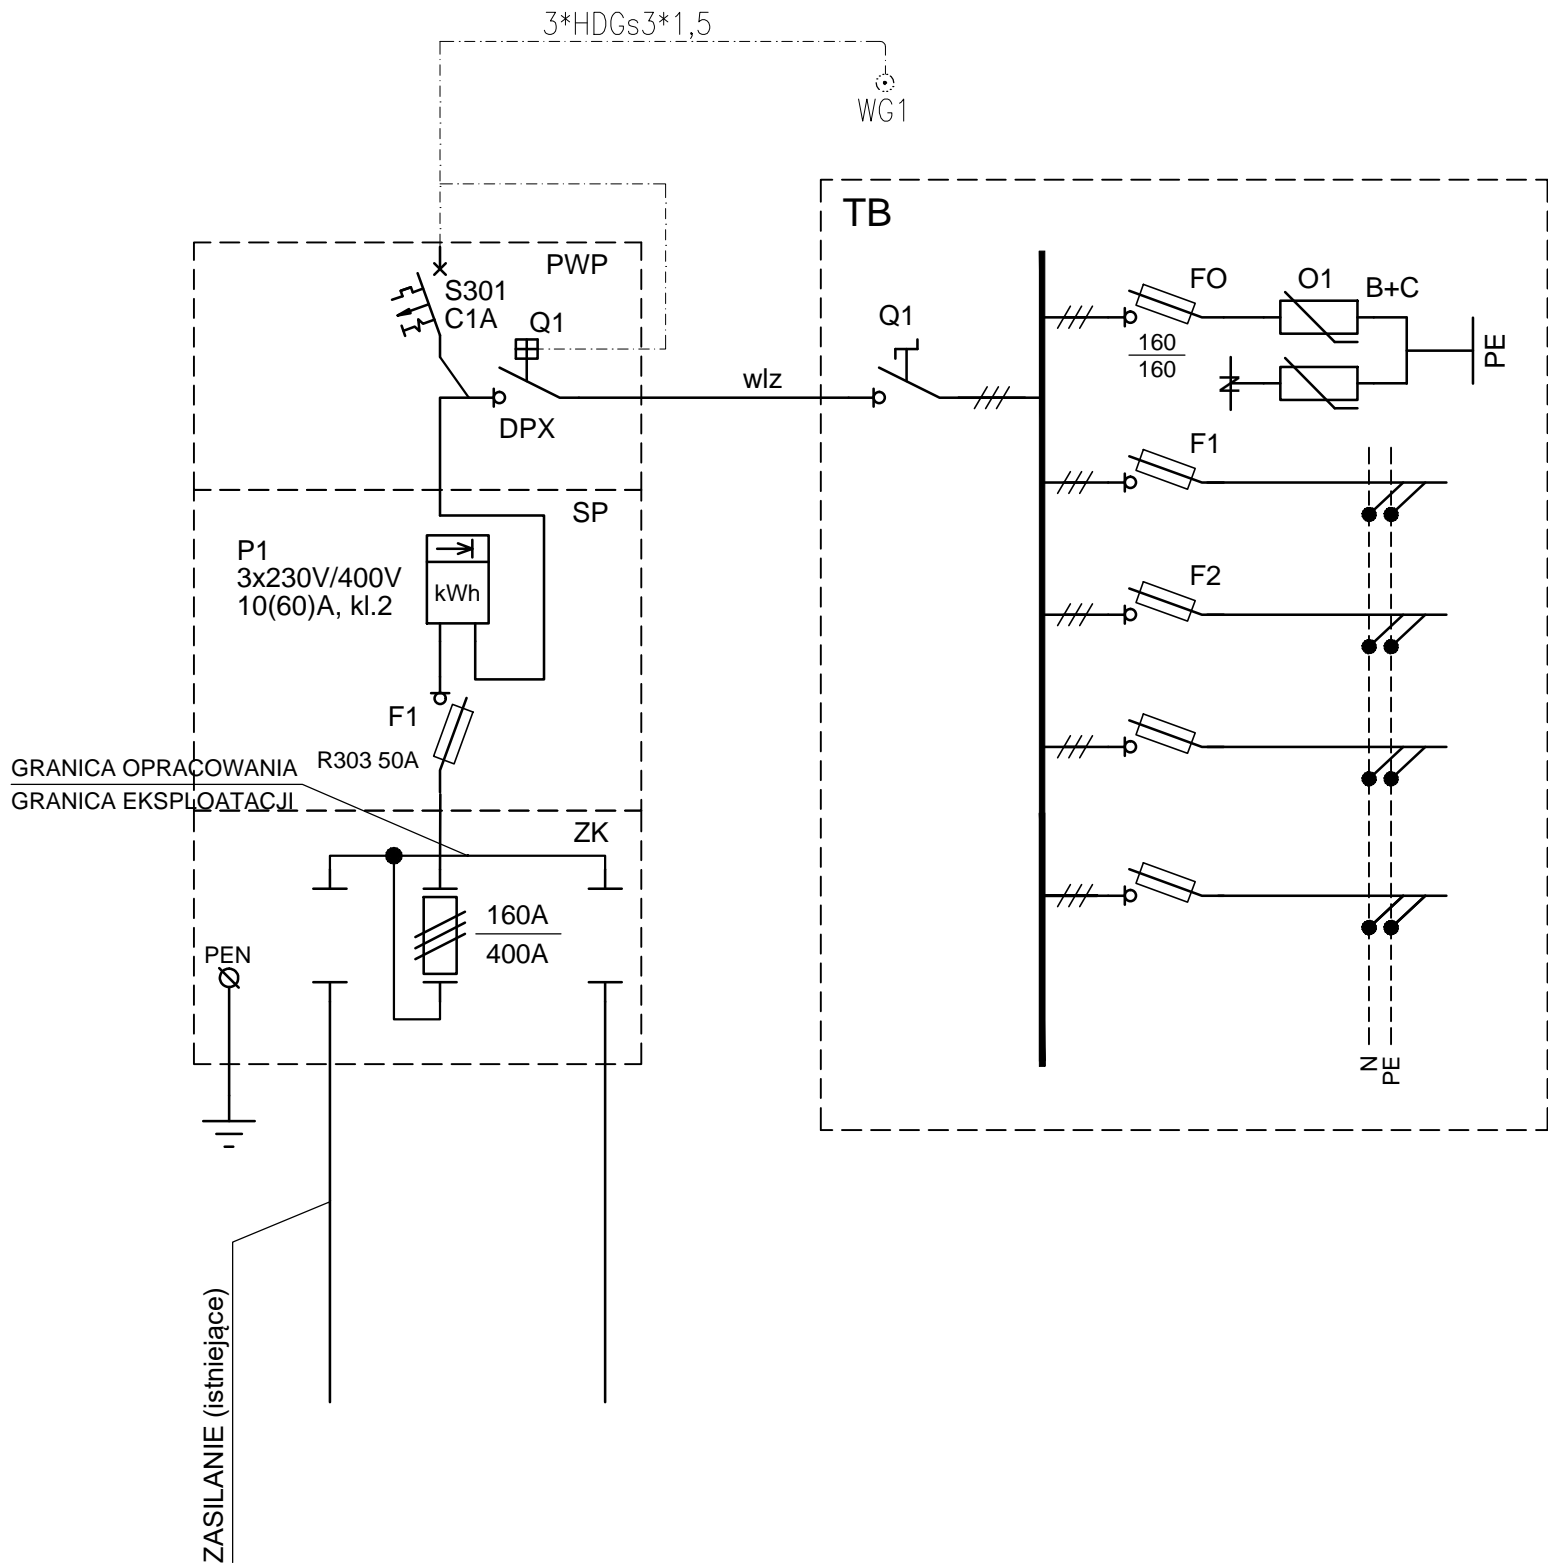 3*HDGs3*1,5
WG1
PWP
S301
C1A
Q1
DPX
wlz
SP
P1
3x230V/400V
10(60)A, kl.2
kWh
F1
R303 50A
GRANICA OPRACOWANIA
GRANICA EKSPLOATACJI
ZK
160A
400A
PEN
ZASILANIE (istniejące)
TB
Q1
FO
160
160
O1
B+C
N
PE
F1
F2
N
PE